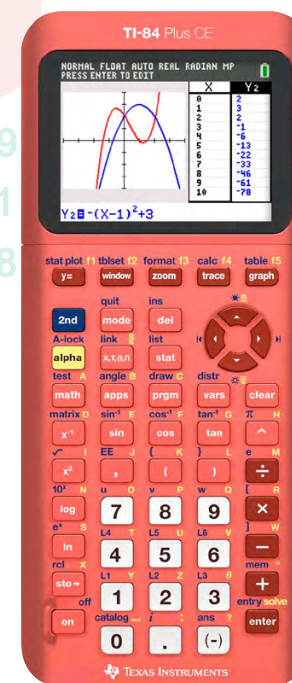 TI-84 Plus CE
NORMAL FLOAT AUTO REAL RADIAN MP
PRESS ENTER TO EDIT
X Y2
0 2
1 3
2 2
3 -1
4 -6
5 -13
6 -22
7 -33
8 -46
9 -61
10 -78
Y2=-(X-1)²+3
9
1
8
stat plot f1 tblset f2 format f3 calc f4 table f5
y= window zoom trace graph
quit ins
2nd mode del
A-lock link list
alpha X,T,θ,n stat
test A angle B draw C distr
math apps prgm vars clear
matrix D sin⁻¹ E cos⁻¹ F tan⁻¹ G π H
x⁻¹ sin cos tan ^
√ I EE J { K } L e M
x² , ( ) ÷
10ˣ N u O v P w Q [ R
log 7 8 9 ×
eˣ S L4 T L5 U L6 V ] W
ln 4 5 6 −
rcl X L1 Y L2 Z L3 θ mem "
sto→ 1 2 3 +
off catalog i : ans ? entry solve
on 0 . (-) enter
TEXAS INSTRUMENTS